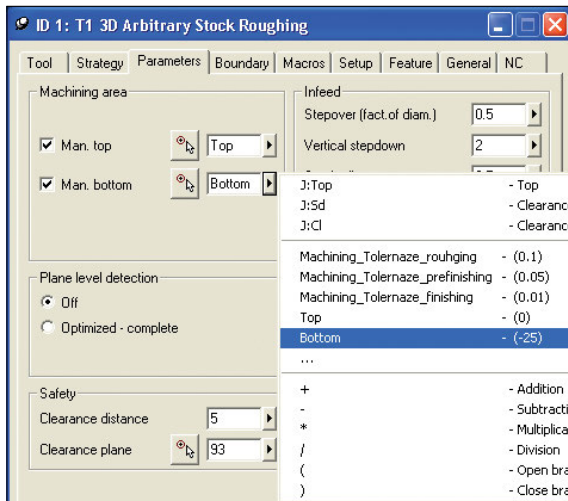 ID 1: T1 3D Arbitrary Stock Roughing
Tool Strategy Parameters Boundary Macros Setup Feature General NC
Machining area
Man. top Top
Man. bottom Bottom
Infeed
Stepover (fact.of diam.) 0.5
Vertical stepdown 2
Plane level detection
Off
Optimized - complete
Safety
Clearance distance 5
Clearance plane 93
J:Top - Top
J:Sd - Clearanc
J:Cl - Clearanc
Machining_Tolernaze_rouhging - (0.1)
Machining_Tolernaze_prefinishing - (0.05)
Machining_Tolernaze_finishing - (0.01)
Top - (0)
Bottom - (-25)
...
+ - Addition
- - Subtracti
* - Multiplica
/ - Division
( - Open bra
) - Close bra